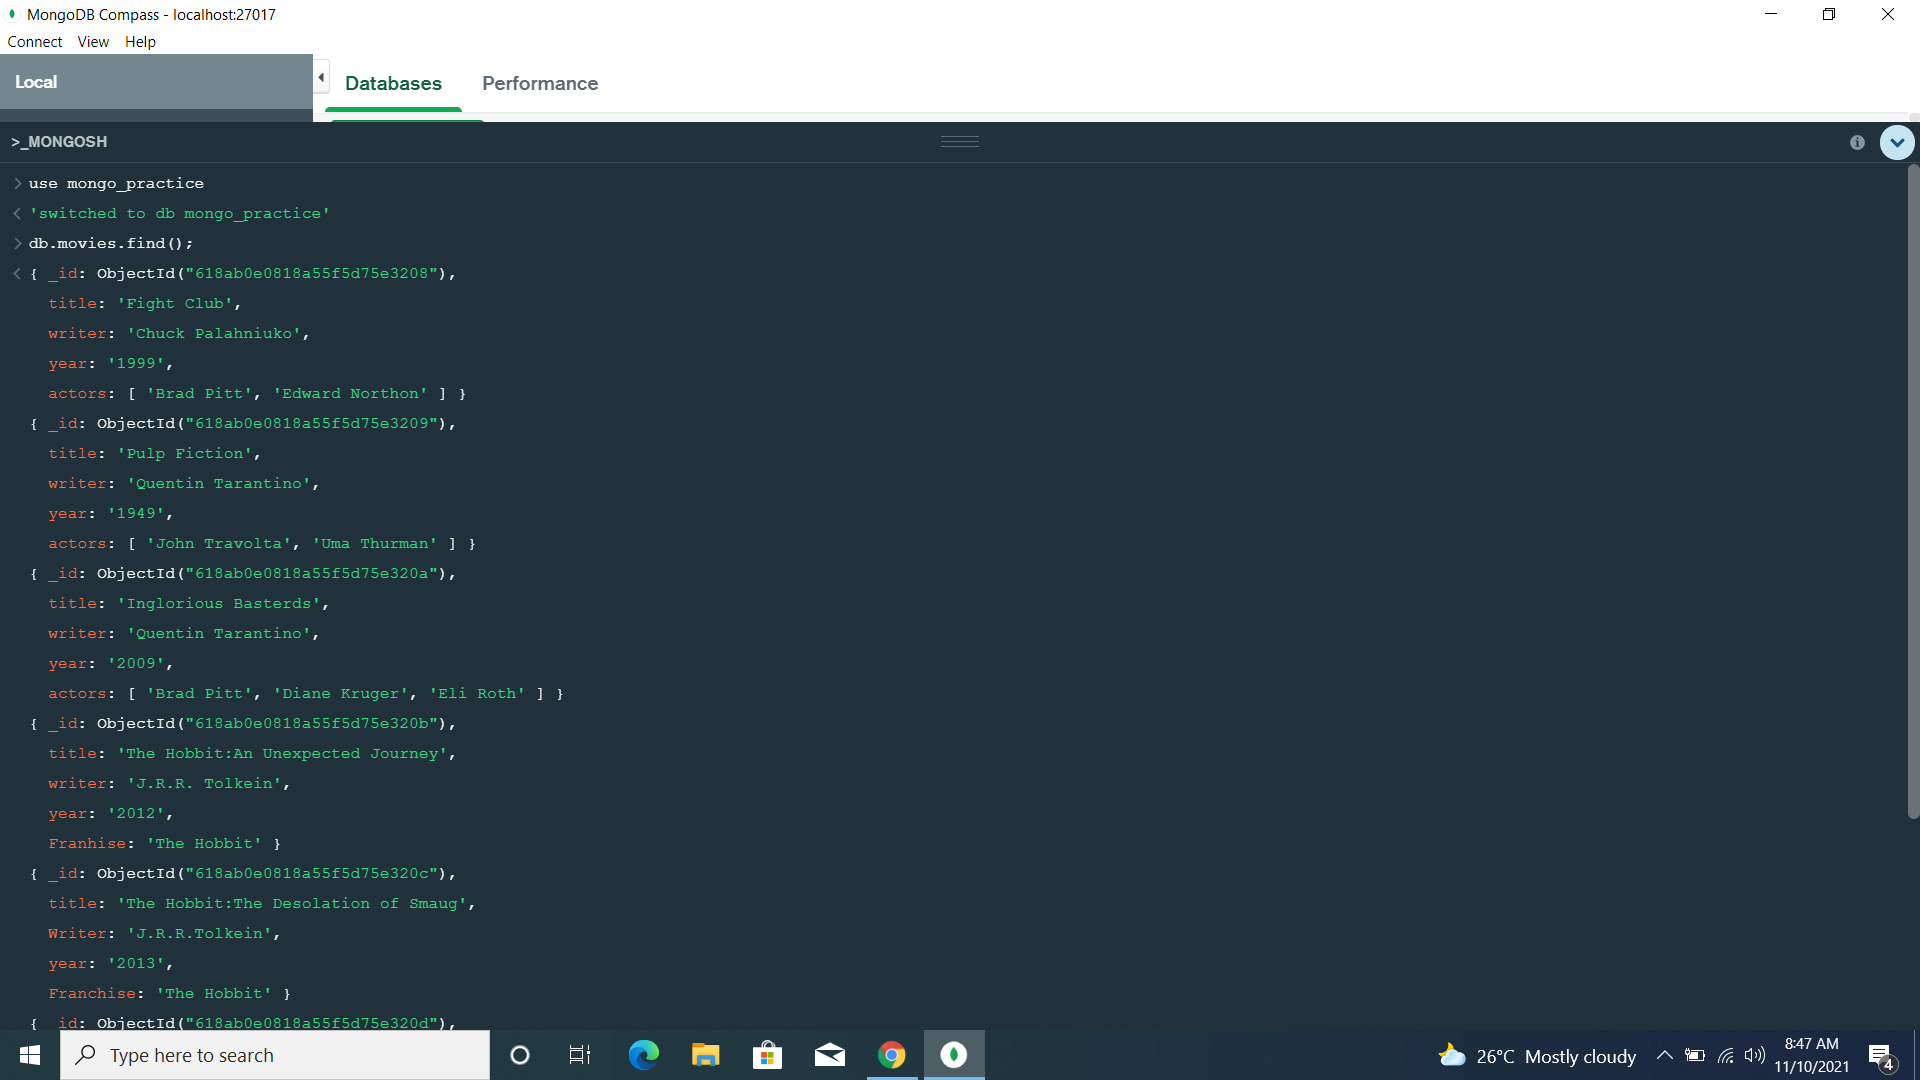 MongoDB Compass - localhost:27017
Connect View Help
Local
Databases Performance
>_MONGOSH
> use mongo_practice
< 'switched to db mongo_practice'
> db.movies.find();
< { _id: ObjectId("618ab0e0818a55f5d75e3208"),
title: 'Fight Club',
writer: 'Chuck Palahniuko',
year: '1999',
actors: [ 'Brad Pitt', 'Edward Northon' ] }
{ _id: ObjectId("618ab0e0818a55f5d75e3209"),
title: 'Pulp Fiction',
writer: 'Quentin Tarantino',
year: '1949',
actors: [ 'John Travolta', 'Uma Thurman' ] }
{ _id: ObjectId("618ab0e0818a55f5d75e320a"),
title: 'Inglorious Basterds',
writer: 'Quentin Tarantino',
year: '2009',
actors: [ 'Brad Pitt', 'Diane Kruger', 'Eli Roth' ] }
{ _id: ObjectId("618ab0e0818a55f5d75e320b"),
title: 'The Hobbit:An Unexpected Journey',
writer: 'J.R.R. Tolkein',
year: '2012',
Franhise: 'The Hobbit' }
{ _id: ObjectId("618ab0e0818a55f5d75e320c"),
title: 'The Hobbit:The Desolation of Smaug',
Writer: 'J.R.R.Tolkein',
year: '2013',
Franchise: 'The Hobbit' }
{ _id: ObjectId("618ab0e0818a55f5d75e320d"),
Type here to search
26°C Mostly cloudy
8:47 AM
11/10/2021
4